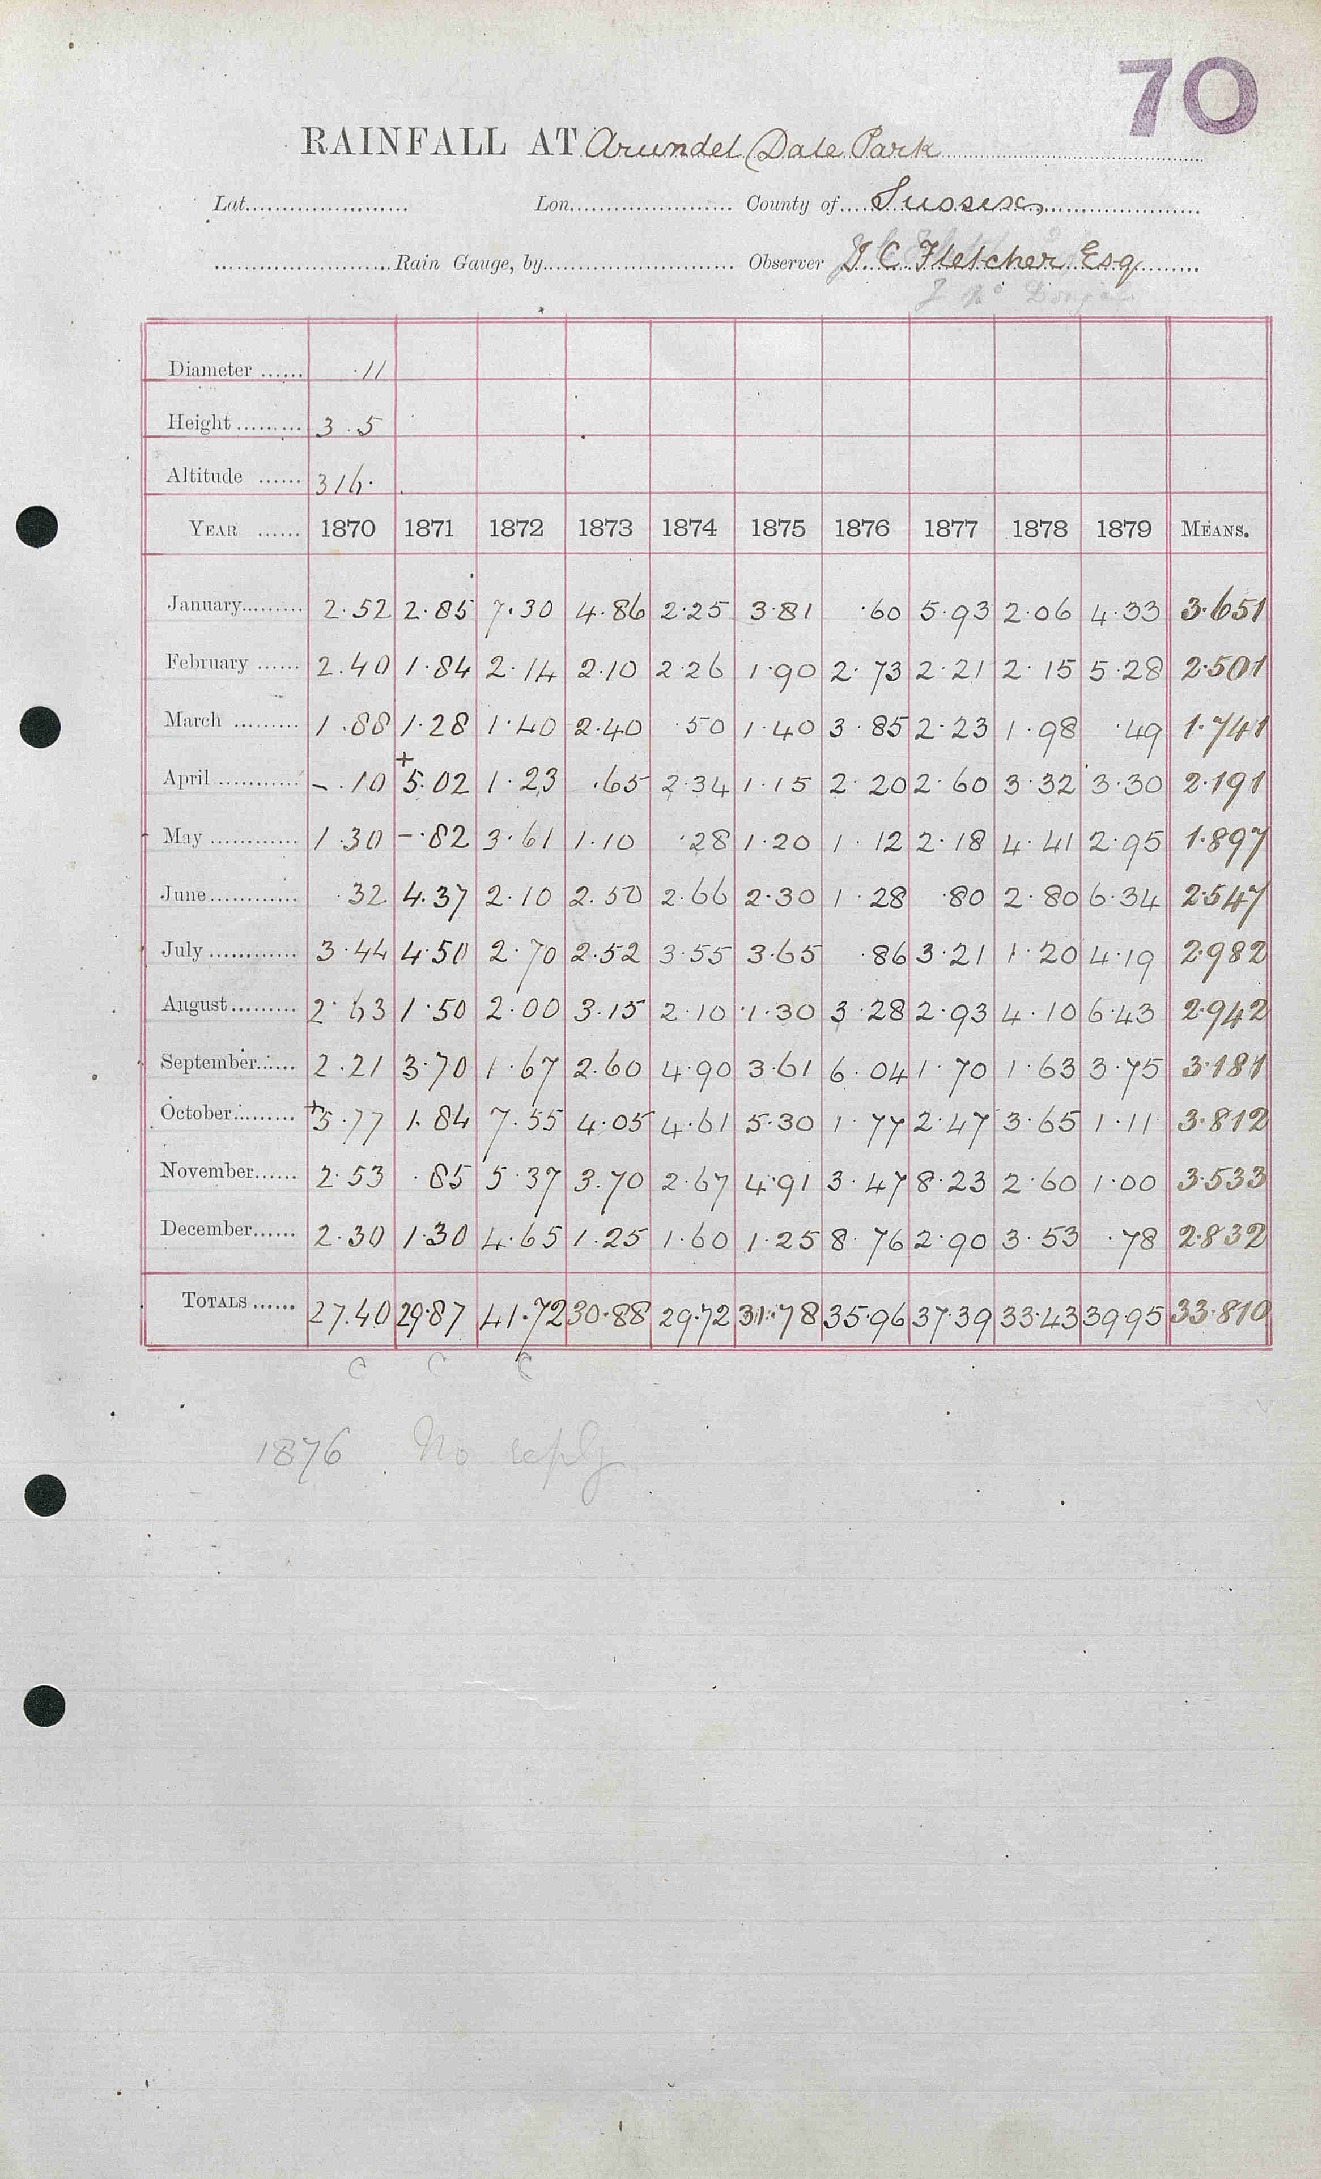 70
RAINFALL AT Arundel (Dale Park
Lat. Lon. County of Sussex,
Rain Gauge, by Observer J C Fletcher Esq
Diameter ...... 11
Height ......... 3.5
Altitude ...... 316.
YEAR ...... 1870 1871 1872 1873 1874 1875 1876 1877 1878 1879 MEANS.
January......... 2.52 2.85 7.30 4.86 2.25 3.81 .60 5.93 2.06 4.33 3.651
February ...... 2.40 1.84 2.14 2.10 2.26 1.90 2.73 2.21 2.15 5.28 2.501
March ......... 1.88 1.28 1.40 2.40 .50 1.40 3.85 2.23 1.98 .49 1.741
April ............ - .10 +5.02 1.23 .65 2.34 1.15 2.20 2.60 3.32 3.30 2.191
May ............. 1.30 - .82 3.61 1.10 .28 1.20 1.12 2.18 4.41 2.95 1.897
June............. .32 4.37 2.10 2.50 2.66 2.30 1.28 .80 2.80 6.34 2.547
July ............. 3.44 4.50 2.70 2.52 3.55 3.65 .86 3.21 1.20 4.19 2.982
August......... 2.63 1.50 2.00 3.15 2.10 1.30 3.28 2.93 4.10 6.43 2.942
September...... 2.21 3.70 1.67 2.60 4.90 3.61 6.04 1.70 1.63 3.75 3.181
October......... +5.77 1.84 7.55 4.05 4.61 5.30 1.77 2.47 3.65 1.11 3.812
November...... 2.53 .85 5.37 3.70 2.67 4.91 3.47 8.23 2.60 1.00 3.533
December...... 2.30 1.30 4.65 1.25 1.60 1.25 8.76 2.90 3.53 .78 2.832
TOTALS ...... 27.40 29.87 41.72 30.88 29.72 31.78 35.96 37.39 33.43 39.95 33.810
C C C
1876 No reply